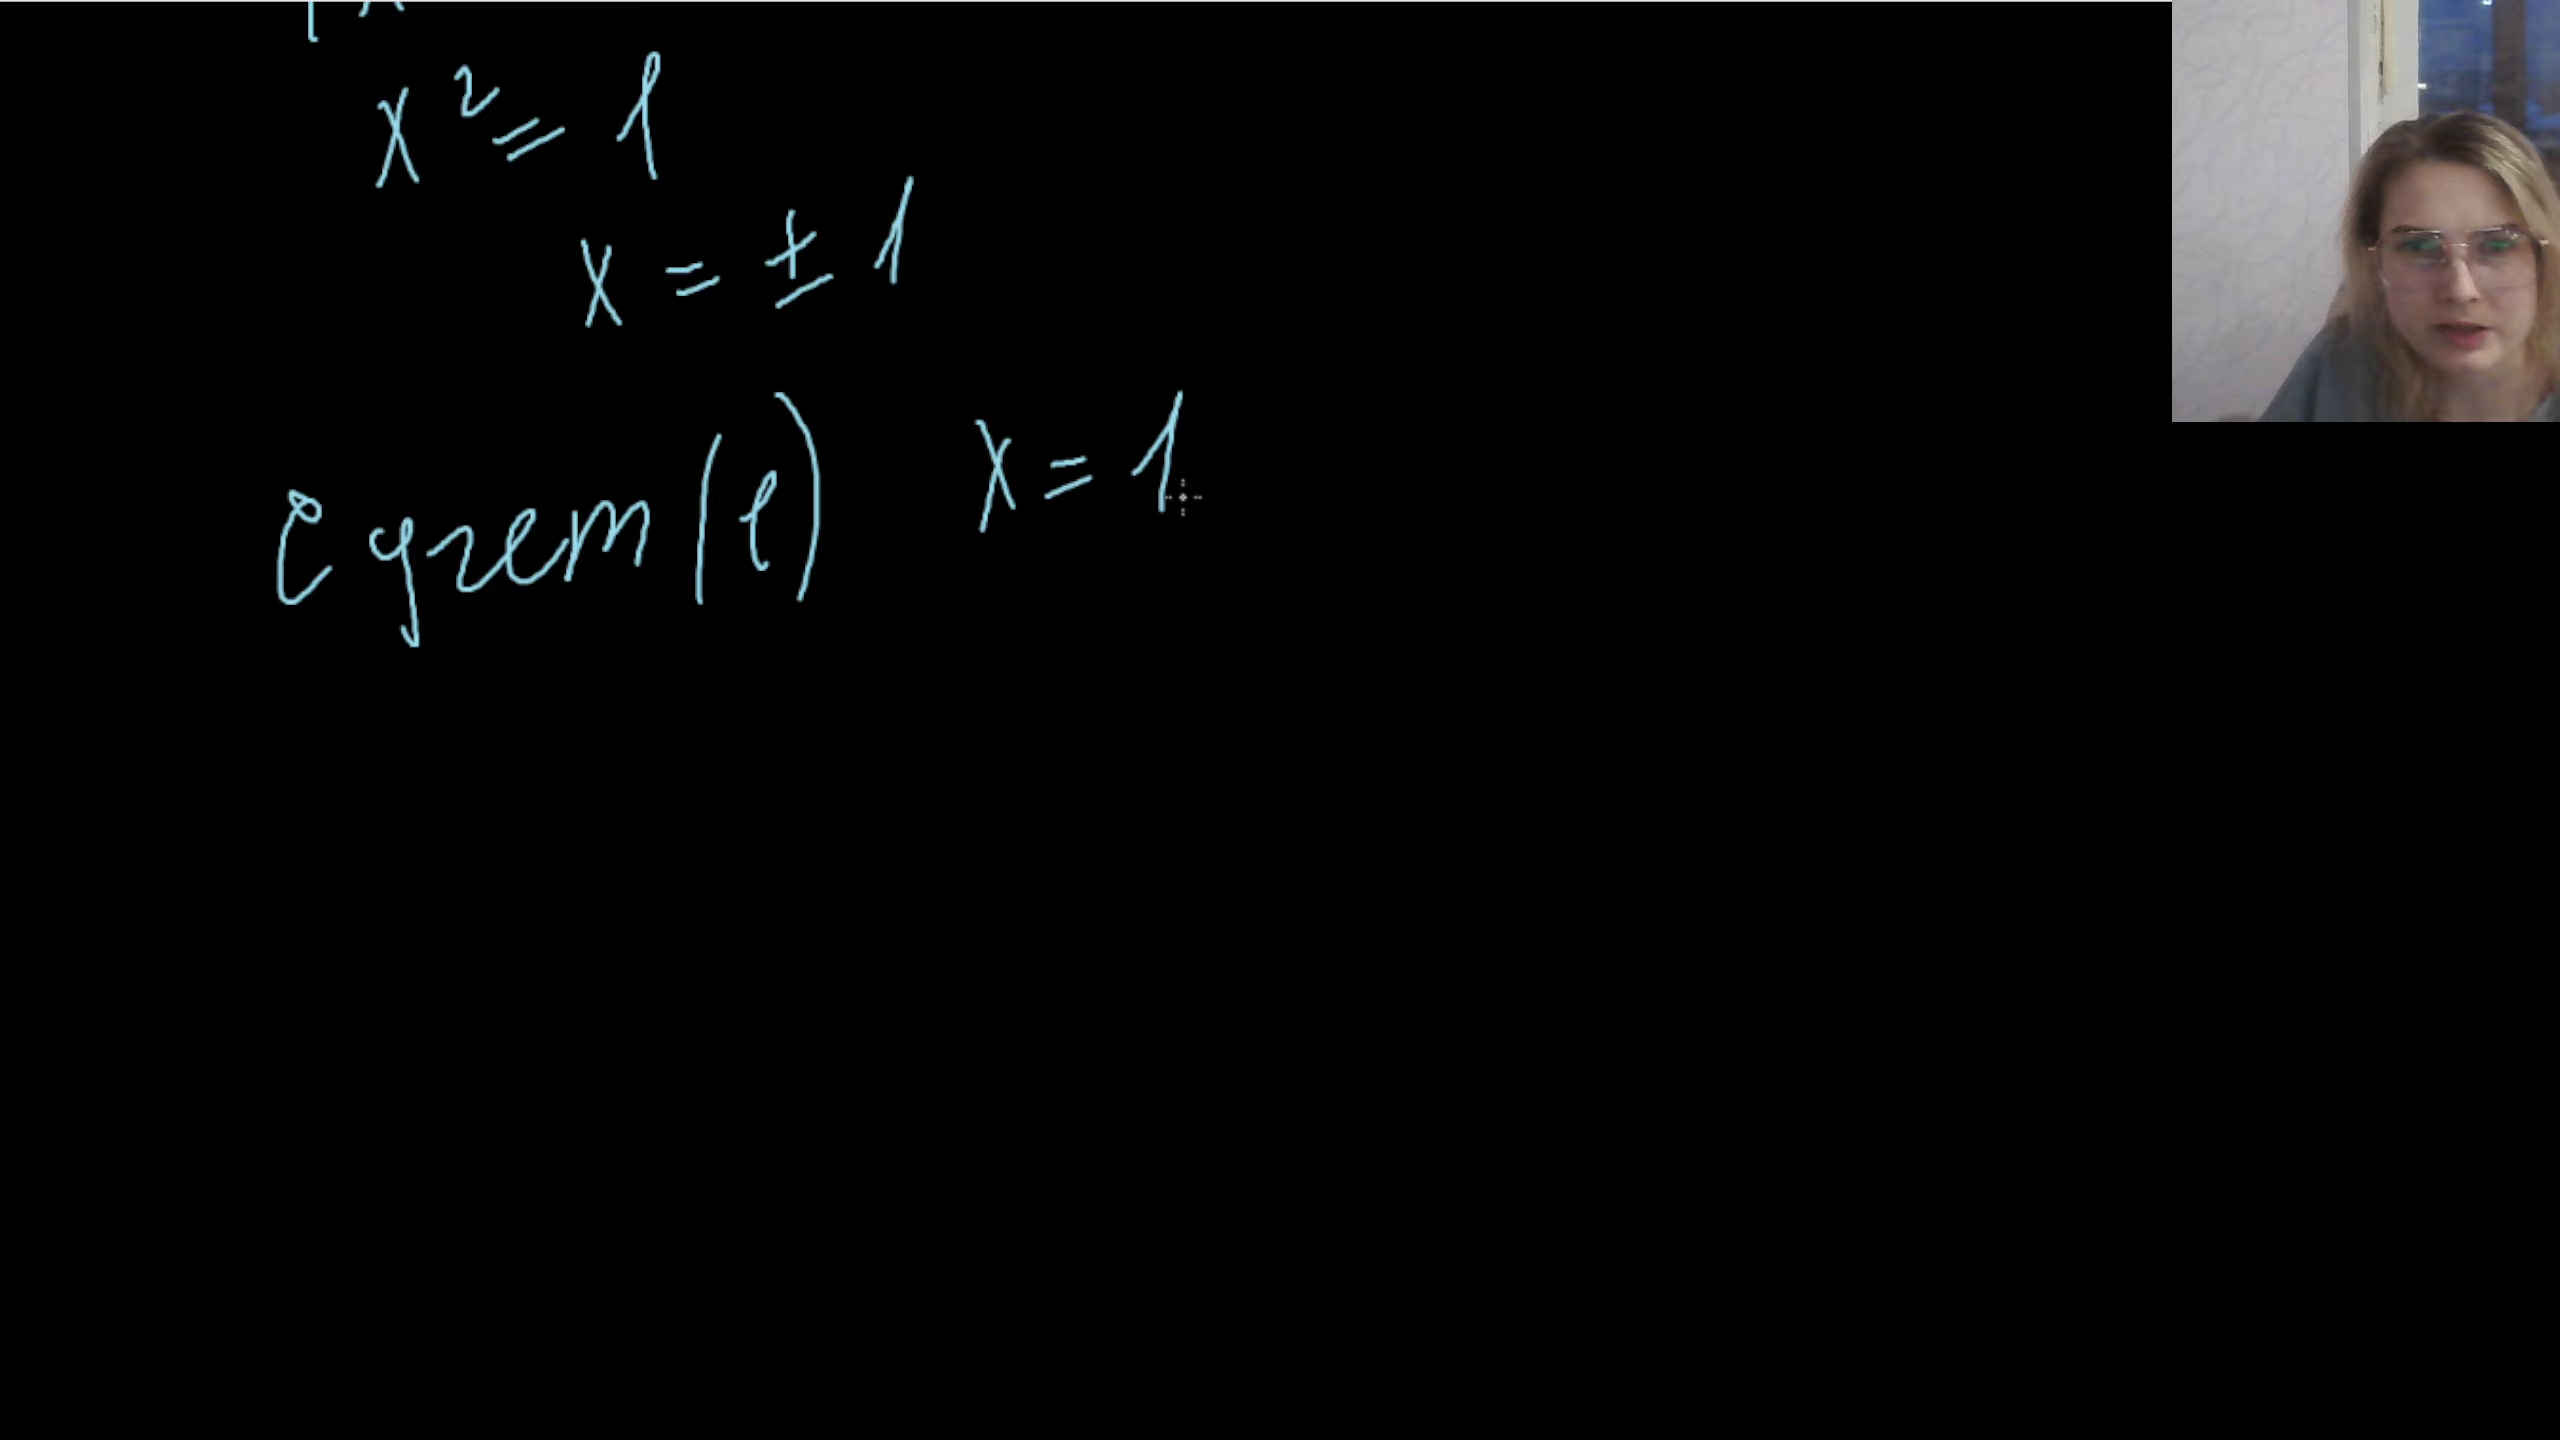 x² = 1
x = ± 1
С учет (1) x = 1